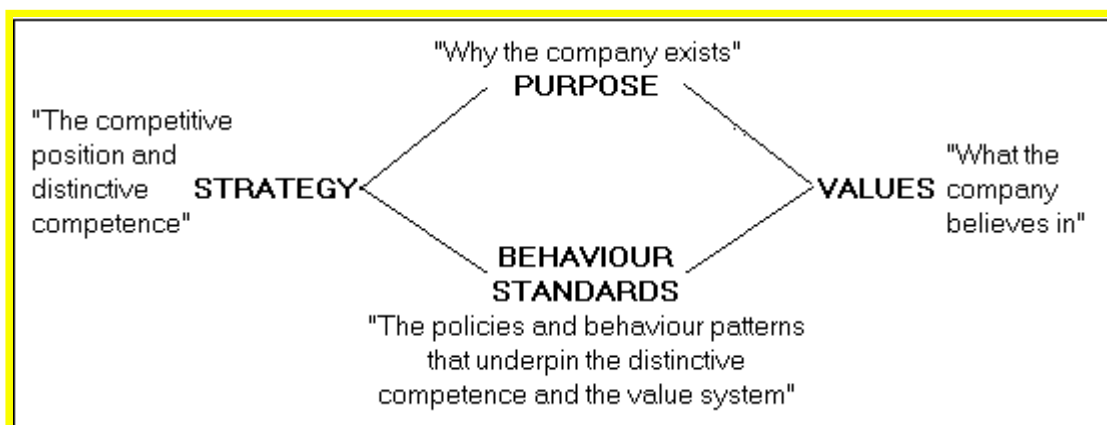 "Why the company exists"
PURPOSE
"The competitive
position and
distinctive
competence"
STRATEGY
VALUES
"What the
company
believes in"
BEHAVIOUR
STANDARDS
"The policies and behaviour patterns
that underpin the distinctive
competence and the value system"